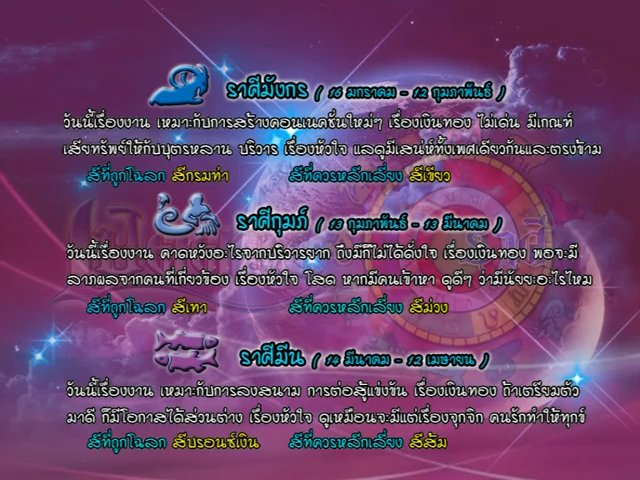 ราศีมังกร ( 16 มกราคม - 12 กุมภาพันธ์ )
วันนี้เรื่องงาน เหมาะกับการสร้างคอนเนคชั่นใหม่ๆ เรื่องเงินทอง ไม่เด่น มีเกณฑ์
เสียทรัพย์ให้กับบุตรหลาน บริวาร เรื่องหัวใจ แลดูมีเสน่ห์ทั้งเพศเดียวกันและตรงข้าม
สีที่ถูกโฉลก สีกรมท่า สีที่ควรหลีกเลี่ยง สีเขียว
ราศีกุมภ์ ( 13 กุมภาพันธ์ - 13 มีนาคม )
วันนี้เรื่องงาน คาดหวังอะไรจากบริวารยาก ถึงมีก็ไม่ได้ดั่งใจ เรื่องเงินทอง พอจะมี
ลาภผลจากคนที่เกี่ยวข้อง เรื่องหัวใจ โสด หากมีคนเข้าหา ดูดีๆ ว่ามีนัยยะอะไรไหม
สีที่ถูกโฉลก สีเทา สีที่ควรหลีกเลี่ยง สีม่วง
ราศีมีน ( 14 มีนาคม - 12 เมษายน )
วันนี้เรื่องงาน เหมาะกับการลงสนาม การต่อสู้แข่งขัน เรื่องเงินทอง ถ้าเตรียมตัว
มาดี ก็มีโอกาสได้ส่วนต่าง เรื่องหัวใจ ดูเหมือนจะมีแต่เรื่องจุกจิก คนรักทำให้ทุกข์
สีที่ถูกโฉลก สีบรอนซ์เงิน สีที่ควรหลีกเลี่ยง สีส้ม